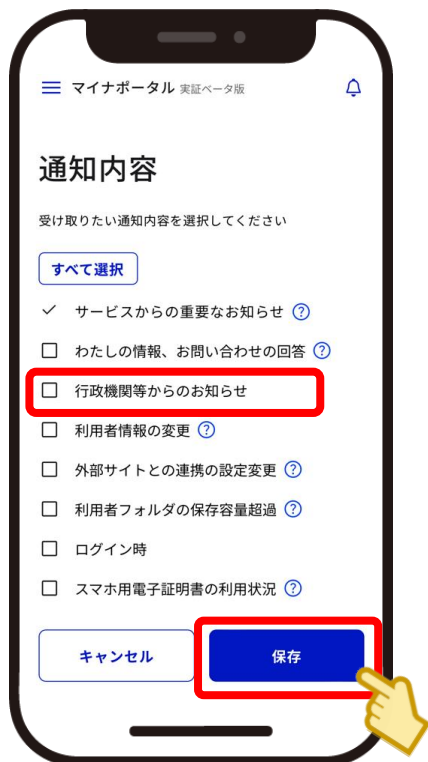 マイナポータル 実証ベータ版
通知内容
受け取りたい通知内容を選択してください
すべて選択
サービスからの重要なお知らせ ?
わたしの情報、お問い合わせの回答 ?
行政機関等からのお知らせ
利用者情報の変更 ?
外部サイトとの連携の設定変更 ?
利用者フォルダの保存容量超過 ?
ログイン時
スマホ用電子証明書の利用状況 ?
キャンセル 保存